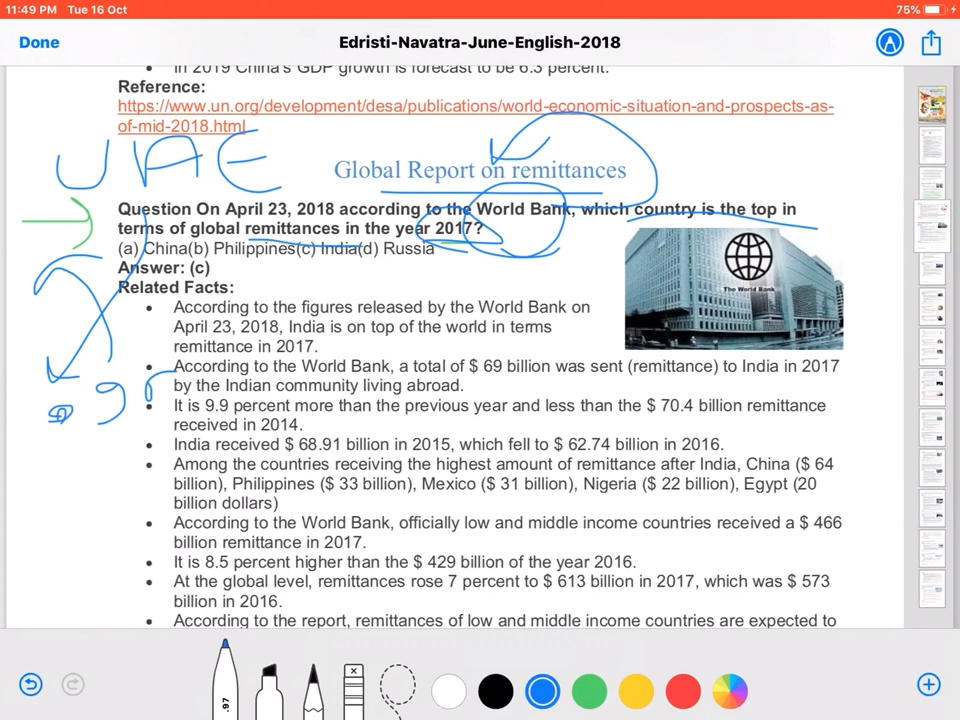 11:49 PM Tue 16 Oct 75%
Done Edristi-Navatra-June-English-2018
In 2019 China's GDP growth is forecast to be 6.3 percent.
Reference:
https://www.un.org/development/desa/publications/world-economic-situation-and-prospects-as-
of-mid-2018.html
UAE
Global Report on remittances
Question On April 23, 2018 according to the World Bank, which country is the top in
terms of global remittances in the year 2017?
(a) China(b) Philippines(c) India(d) Russia
Answer: (c)
The World Bank
Related Facts:
• According to the figures released by the World Bank on
April 23, 2018, India is on top of the world in terms
remittance in 2017.
• According to the World Bank, a total of $ 69 billion was sent (remittance) to India in 2017
by the Indian community living abroad.
• It is 9.9 percent more than the previous year and less than the $ 70.4 billion remittance
received in 2014.
• India received $ 68.91 billion in 2015, which fell to $ 62.74 billion in 2016.
• Among the countries receiving the highest amount of remittance after India, China ($ 64
billion), Philippines ($ 33 billion), Mexico ($ 31 billion), Nigeria ($ 22 billion), Egypt (20
billion dollars)
• According to the World Bank, officially low and middle income countries received a $ 466
billion remittance in 2017.
• It is 8.5 percent higher than the $ 429 billion of the year 2016.
• At the global level, remittances rose 7 percent to $ 613 billion in 2017, which was $ 573
billion in 2016.
• According to the report, remittances of low and middle income countries are expected to
.97